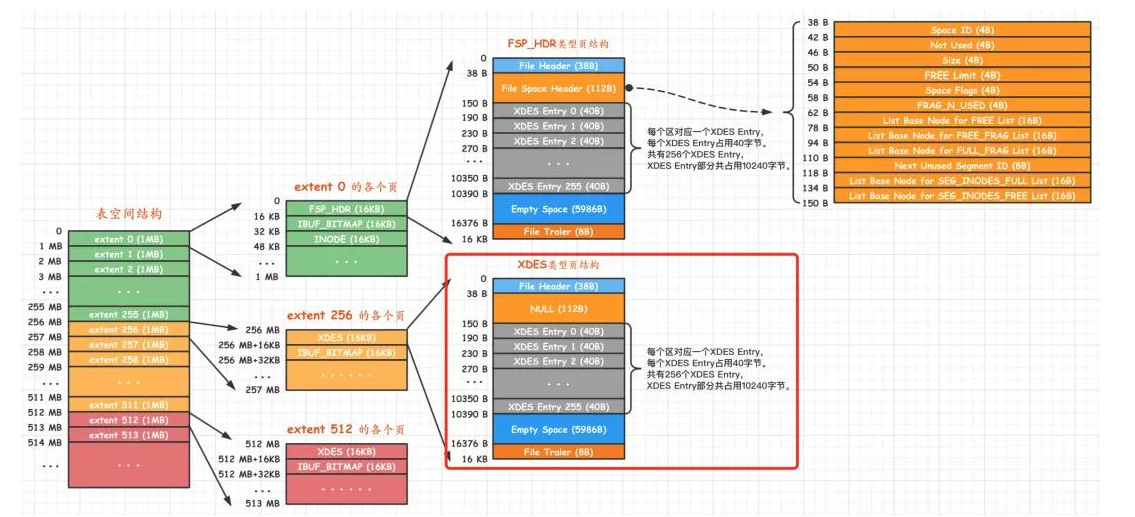 表空间结构
0
extent 0 (1MB)
1 MB
extent 1 (1MB)
2 MB
extent 2 (1MB)
3 MB
...
255 MB
extent 255 (1MB)
256 MB
extent 256 (1MB)
257 MB
extent 257 (1MB)
258 MB
extent 258 (1MB)
259 MB
...
511 MB
extent 511 (1MB)
512 MB
extent 512 (1MB)
513 MB
extent 513 (1MB)
514 MB
...
...
extent 0 的各个页
0
FSP_HDR (16KB)
16 KB
IBUF_BITMAP (16KB)
32 KB
INODE (16KB)
48 KB
...
...
1 MB
extent 256 的各个页
256 MB
XDES (16KB)
256 MB+16KB
IBUF_BITMAP (16KB)
256 MB+32KB
......
...
257 MB
extent 512 的各个页
512 MB
XDES (16KB)
512 MB+16KB
IBUF_BITMAP (16KB)
512 MB+32KB
......
...
513 MB
FSP_HDR类型页结构
0
File Header (38B)
38 B
File Space Header (112B)
150 B
XDES Entry 0 (40B)
190 B
XDES Entry 1 (40B)
230 B
XDES Entry 2 (40B)
270 B
...
...
10350 B
XDES Entry 255 (40B)
10390 B
Empty Space (5986B)
16376 B
File Traler (8B)
16 KB
每个区对应一个XDES Entry,
每个XDES Entry占用40字节。
共有256个XDES Entry,
XDES Entry部分共占用10240字节。
XDES类型页结构
0
File Header (38B)
38 B
NULL (112B)
150 B
XDES Entry 0 (40B)
190 B
XDES Entry 1 (40B)
230 B
XDES Entry 2 (40B)
270 B
...
...
10350 B
XDES Entry 255 (40B)
10390 B
Empty Space (5986B)
16376 B
File Traler (8B)
16 KB
每个区对应一个XDES Entry,
每个XDES Entry占用40字节。
共有256个XDES Entry,
XDES Entry部分共占用10240字节。
38 B
Space ID (4B)
42 B
Not Used (4B)
46 B
Size (4B)
50 B
FREE Limit (4B)
54 B
Space Flags (4B)
58 B
FRAG_N_USED (4B)
62 B
List Base Node for FREE List (16B)
78 B
List Base Node for FREE_FRAG List (16B)
94 B
List Base Node for FULL_FRAG List (16B)
110 B
Next Unused Segment ID (8B)
118 B
List Base Node for SEG_INODES_FULL List (16B)
134 B
List Base Node for SEG_INODES_FREE List (16B)
150 B